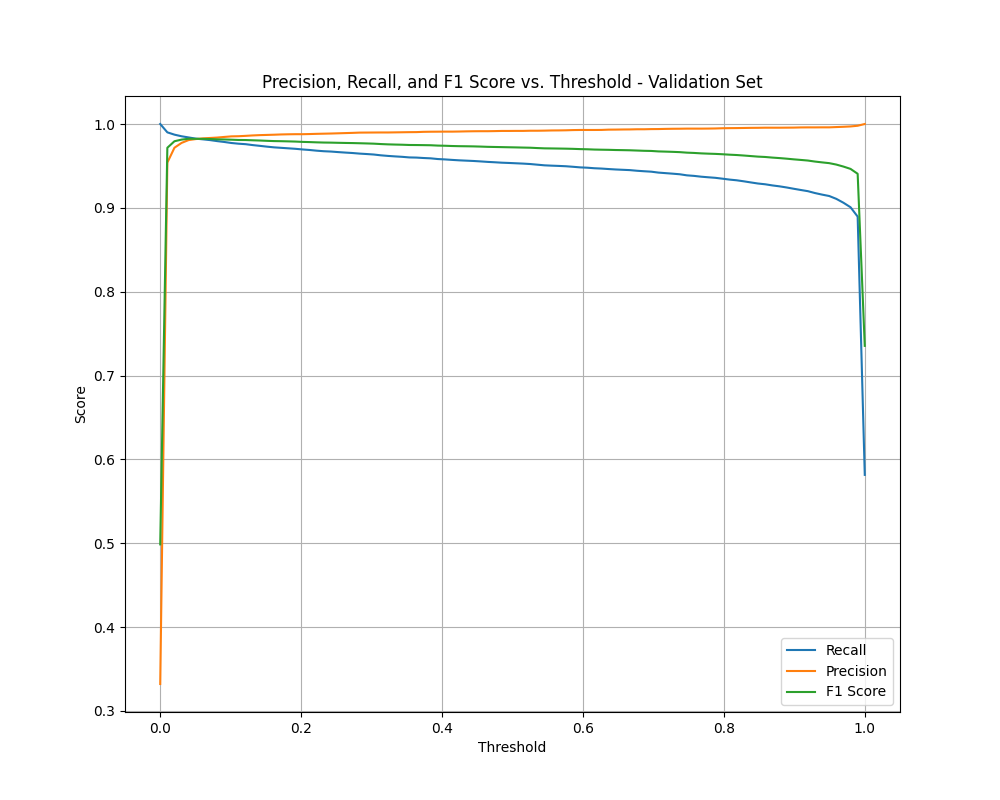 Precision, Recall, and F1 Score vs. Threshold - Validation Set
1.0
0.9
0.8
0.7
0.6
0.5
0.4
0.3
Score
0.0 0.2 0.4 0.6 0.8 1.0
Threshold
Recall
Precision
F1 Score